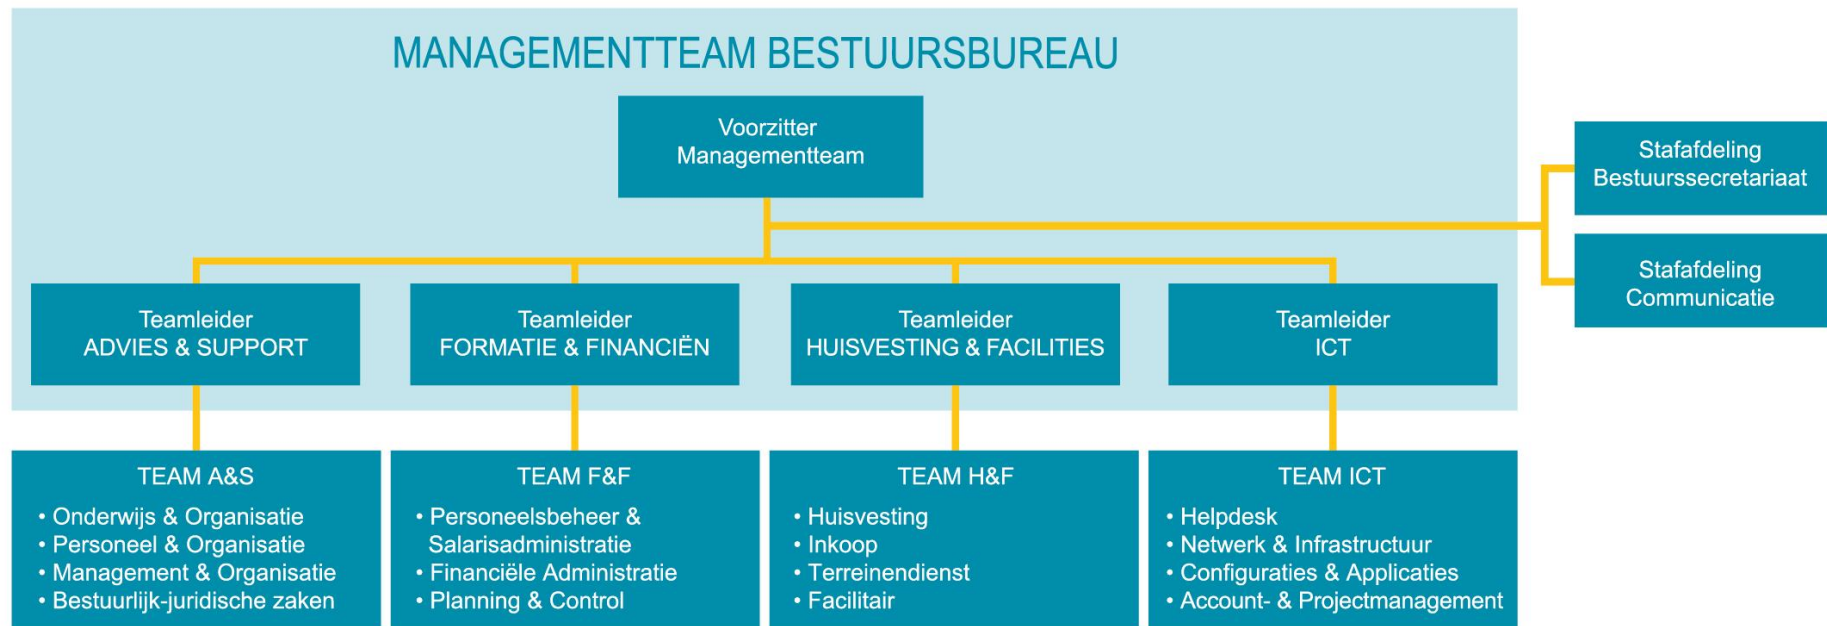 MANAGEMENTTEAM BESTUURSBUREAU
Voorzitter
Managementteam
Stafafdeling
Bestuurssecretariaat
Stafafdeling
Communicatie
Teamleider
ADVIES & SUPPORT
Teamleider
FORMATIE & FINANCIËN
Teamleider
HUISVESTING & FACILITIES
Teamleider
ICT
TEAM A&S
• Onderwijs & Organisatie
• Personeel & Organisatie
• Management & Organisatie
• Bestuurlijk-juridische zaken
TEAM F&F
• Personeelsbeheer &
Salarisadministratie
• Financiële Administratie
• Planning & Control
TEAM H&F
• Huisvesting
• Inkoop
• Terreinendienst
• Facilitair
TEAM ICT
• Helpdesk
• Netwerk & Infrastructuur
• Configuraties & Applicaties
• Account- & Projectmanagement